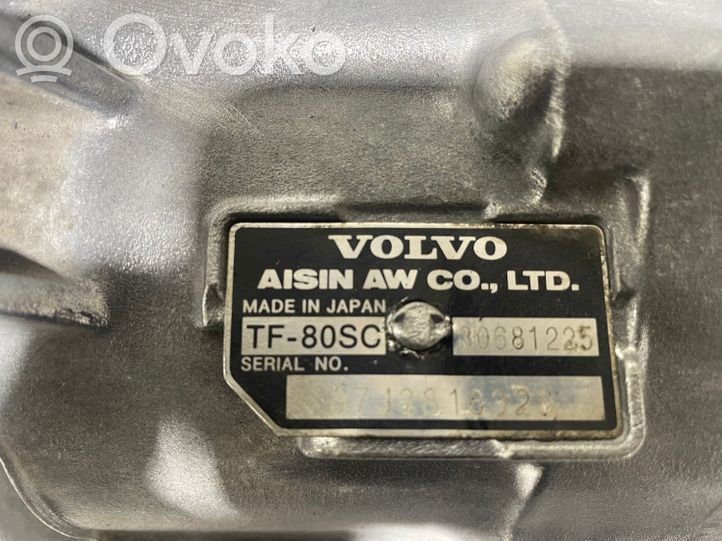 Ovoko
VOLVO
AISIN AW CO., LTD.
MADE IN JAPAN
TF-80SC 30681225
SERIAL NO.